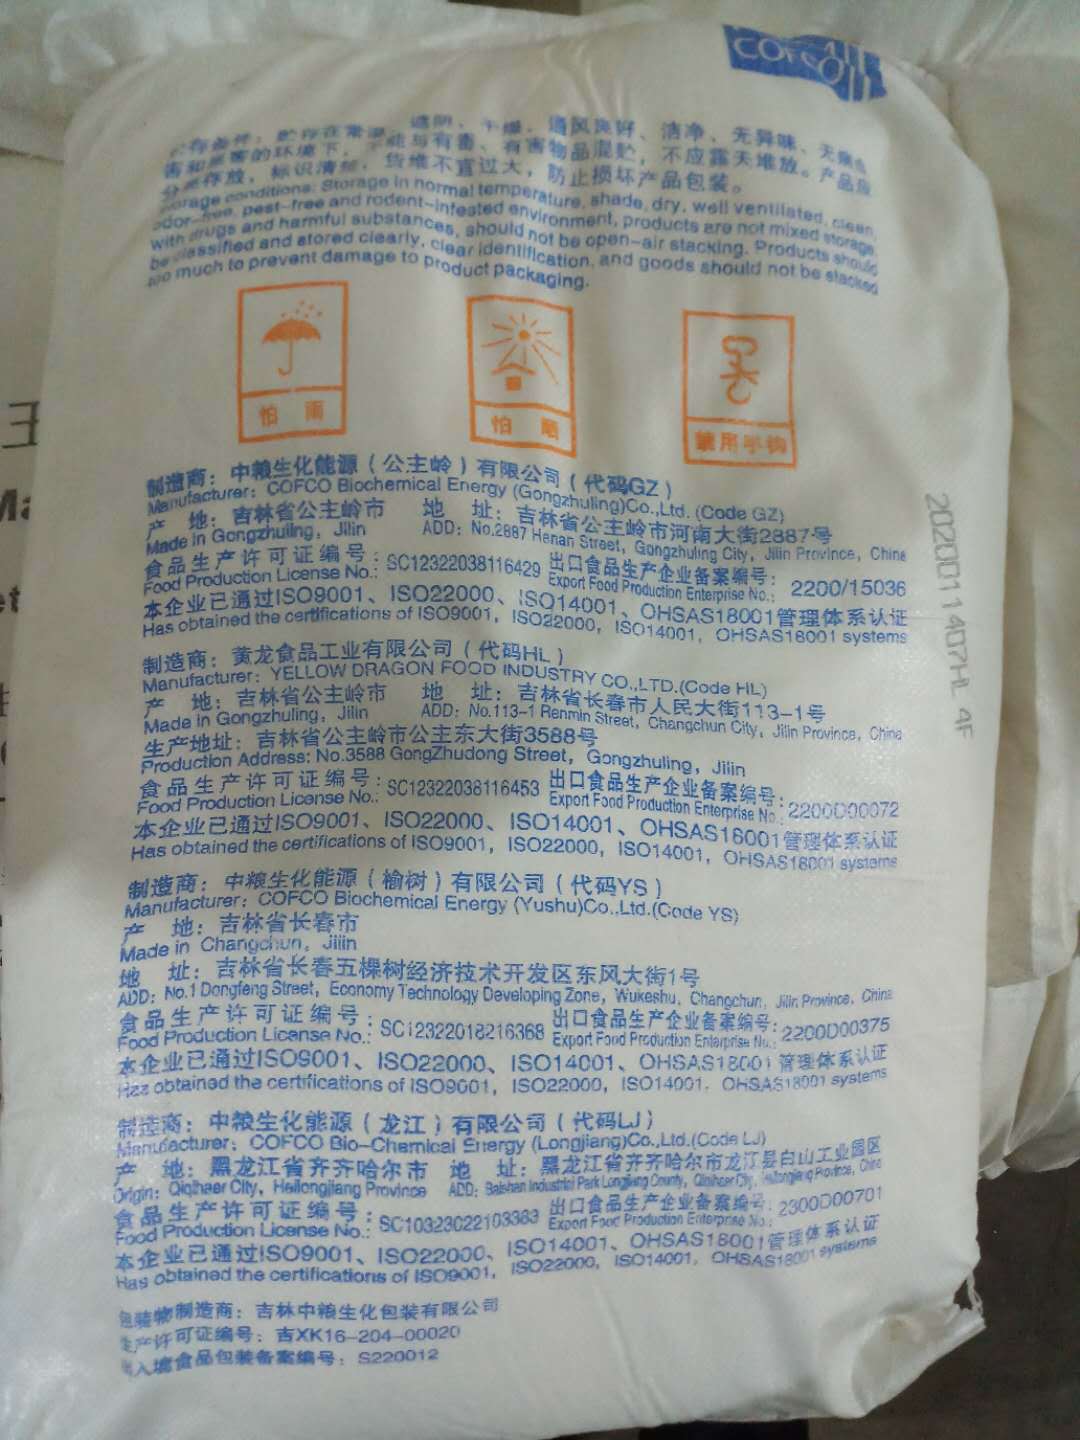 COFCO
贮存条件：贮存在常温、遮阴、干燥、通风良好、洁净、无异味、无病虫
害和鼠害的环境下，不能与有毒、有害物品混贮，不应露天堆放。产品应
分类存放，标识清楚，货堆不宜过大，防止损坏产品包装。
Storage conditions: Storage in normal temperature, shade, dry, well ventilated, clean,
odor-free, pest-free and rodent-infested environment, products are not mixed storage
with drugs and harmful substances, should not be open-air stacking. Products should
be classified and stored clearly, clear identification, and goods should not be stacked
too much to prevent damage to product packaging.
怕 雨
怕 晒
禁用手钩
制造商：中粮生化能源（公主岭）有限公司（代码GZ）
Manufacturer: COFCO Biochemical Energy (Gongzhuling)Co.,Ltd. (Code GZ)
产 地：吉林省公主岭市 地 址：吉林省公主岭市河南大街2887号
Made in Gongzhuling, Jilin ADD: No.2887 Henan Street, Gongzhuling City, Jilin Province, China
食品生产许可证编号：SC12322038116429 出口食品生产企业备案编号：2200/15036
Food Production License No.: Export Food Production Enterprise No.:
本企业已通过ISO9001、ISO22000、ISO14001、OHSAS18001管理体系认证
Has obtained the certifications of ISO9001, ISO22000, ISO14001, OHSAS18001 systems
制造商：黄龙食品工业有限公司（代码HL）
Manufacturer: YELLOW DRAGON FOOD INDUSTRY CO.,LTD.(Code HL)
产 地：吉林省公主岭市 地 址：吉林省长春市人民大街113-1号
Made in Gongzhuling, Jilin ADD: No.113-1 Renmin Street, Changchun City, Jilin Province, China
生产地址：吉林省公主岭市公主东大街3588号
Production Address: No.3588 GongZhudong Street, Gongzhuling, Jilin
食品生产许可证编号：SC12322038116453 出口食品生产企业备案编号：2200D00072
Food Production License No.: Export Food Production Enterprise No.:
本企业已通过ISO9001、ISO22000、ISO14001、OHSAS18001管理体系认证
Has obtained the certifications of ISO9001, ISO22000, ISO14001, OHSAS18001 systems
制造商：中粮生化能源（榆树）有限公司（代码YS）
Manufacturer: COFCO Biochemical Energy (Yushu)Co.,Ltd.(Code YS)
产 地：吉林省长春市
Made in Changchun, Jilin
地 址：吉林省长春五棵树经济技术开发区东风大街1号
ADD: No.1 Dongfeng Street, Economy Technology Developing Zone, Wukeshu, Changchun, Jilin Province, China
食品生产许可证编号：SC12322018216368 出口食品生产企业备案编号：2200D00375
Food Production License No.: Export Food Production Enterprise No.:
本企业已通过ISO9001、ISO22000、ISO14001、OHSAS18001管理体系认证
Has obtained the certifications of ISO9001, ISO22000, ISO14001, OHSAS18001 systems
制造商：中粮生化能源（龙江）有限公司（代码LJ）
Manufacturer: COFCO Bio-Chemical Energy (Longjiang)Co.,Ltd.(Code LJ)
产 地：黑龙江省齐齐哈尔市 地 址：黑龙江省齐齐哈尔市龙江县白山工业园区
Origin: Qiqihaer City, Heilongjiang Province ADD: Baishan Industrial Park Longjiang County, Qiqihaer City, Heilongjiang Province, China
食品生产许可证编号：SC10323022103383 出口食品生产企业备案编号：2300D00701
Food Production License No.: Export Food Production Enterprise No.:
本企业已通过ISO9001、ISO22000、ISO14001、OHSAS18001管理体系认证
Has obtained the certifications of ISO9001, ISO22000, ISO14001, OHSAS18001 systems
包装物制造商：吉林中粮生化包装有限公司
生产许可证编号：吉XK16-204-00020
出入境食品包装备案编号：S220012
2020011407HL 4F